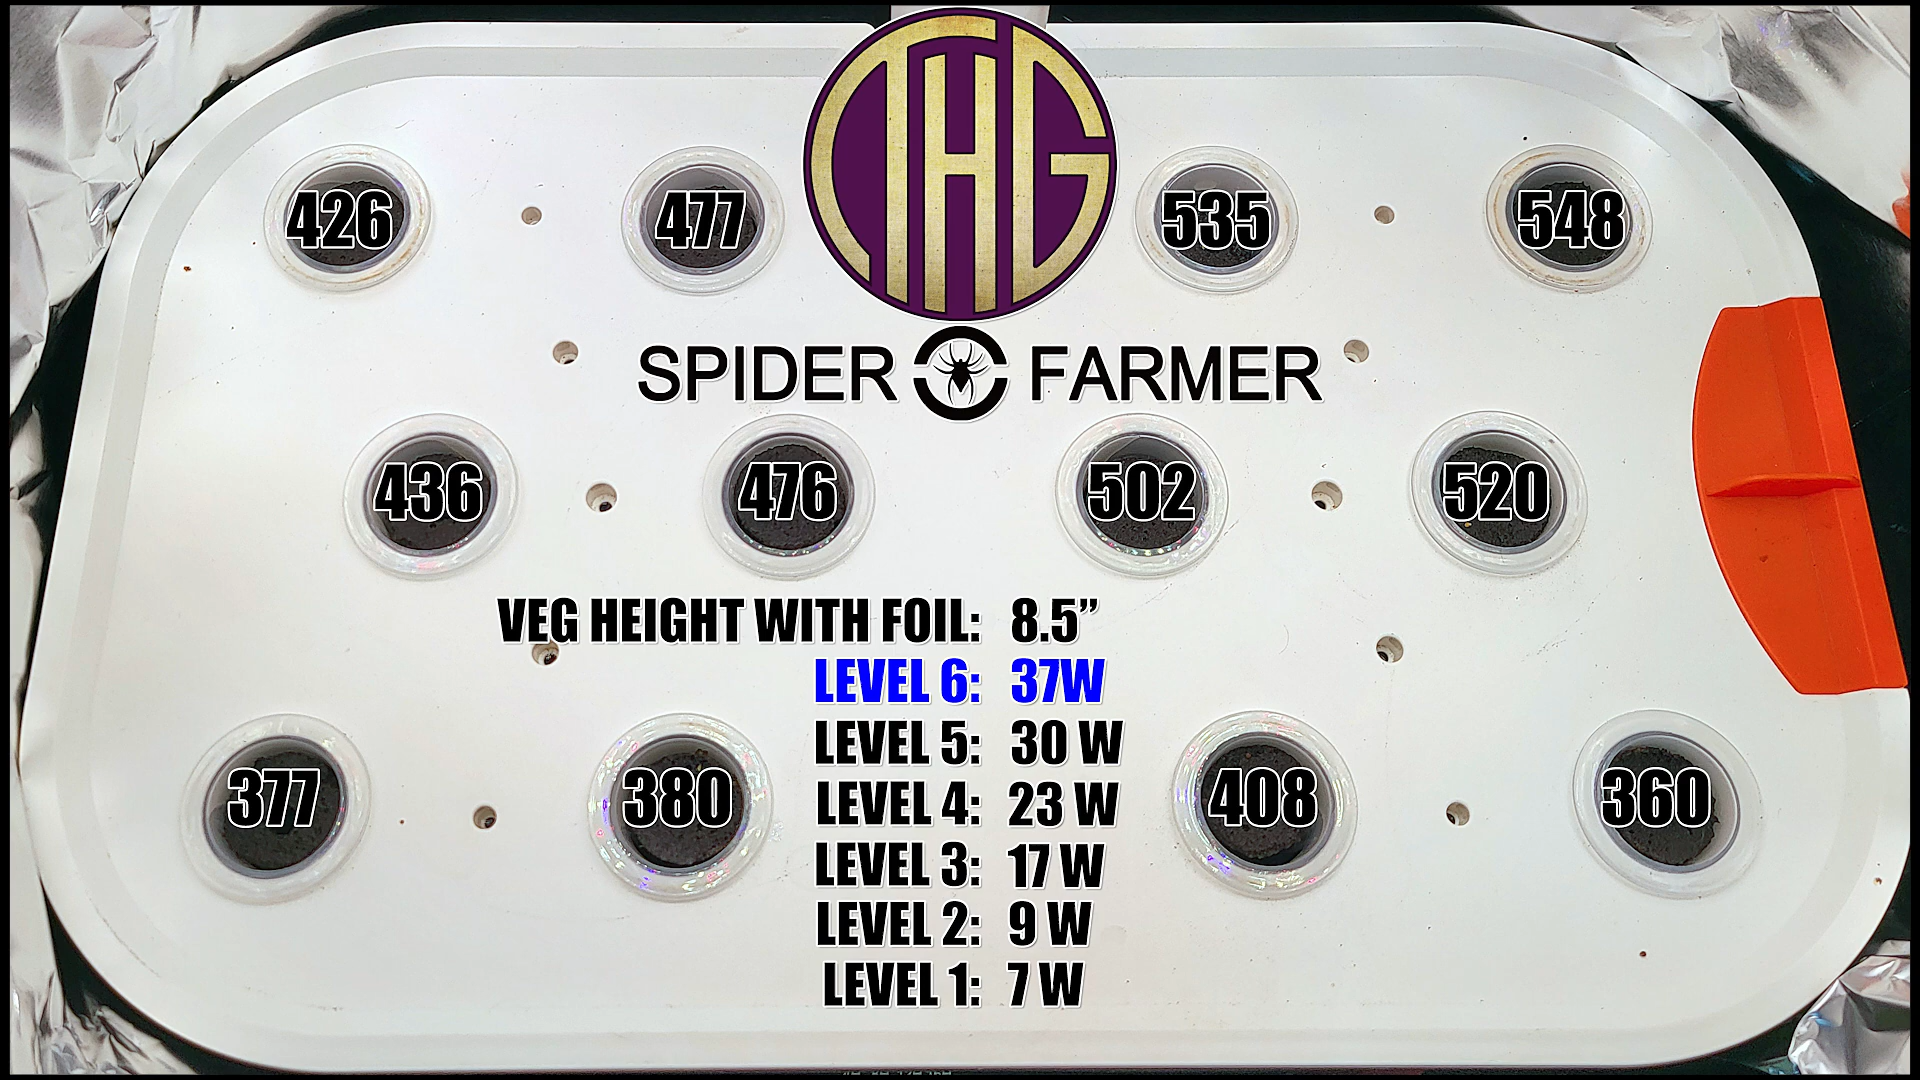 THG
426 477 535 548
SPIDER FARMER
436 476 502 520
VEG HEIGHT WITH FOIL: 8.5”
LEVEL 6: 37W
LEVEL 5: 30 W
377 380 408 360
LEVEL 4: 23 W
LEVEL 3: 17 W
LEVEL 2: 9 W
LEVEL 1: 7 W